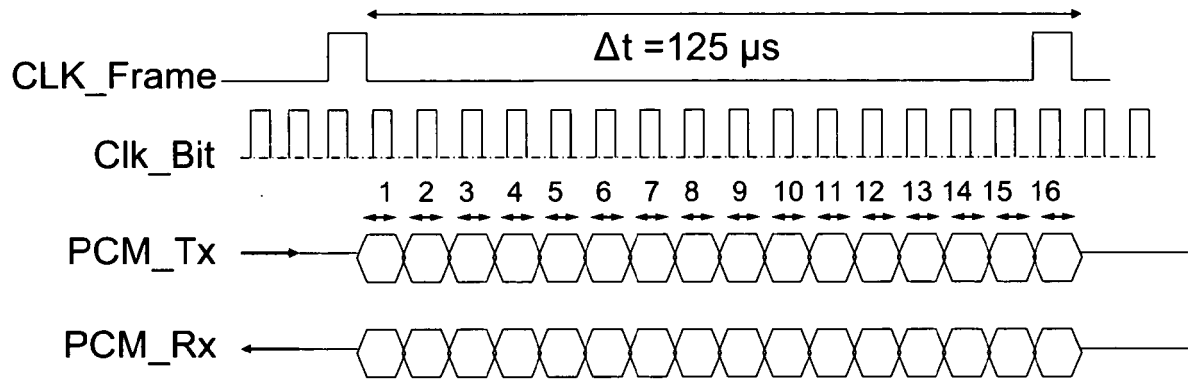 Δt =125 µs
CLK_Frame
Clk_Bit
1 2 3 4 5 6 7 8 9 10 11 12 13 14 15 16
PCM_Tx
PCM_Rx